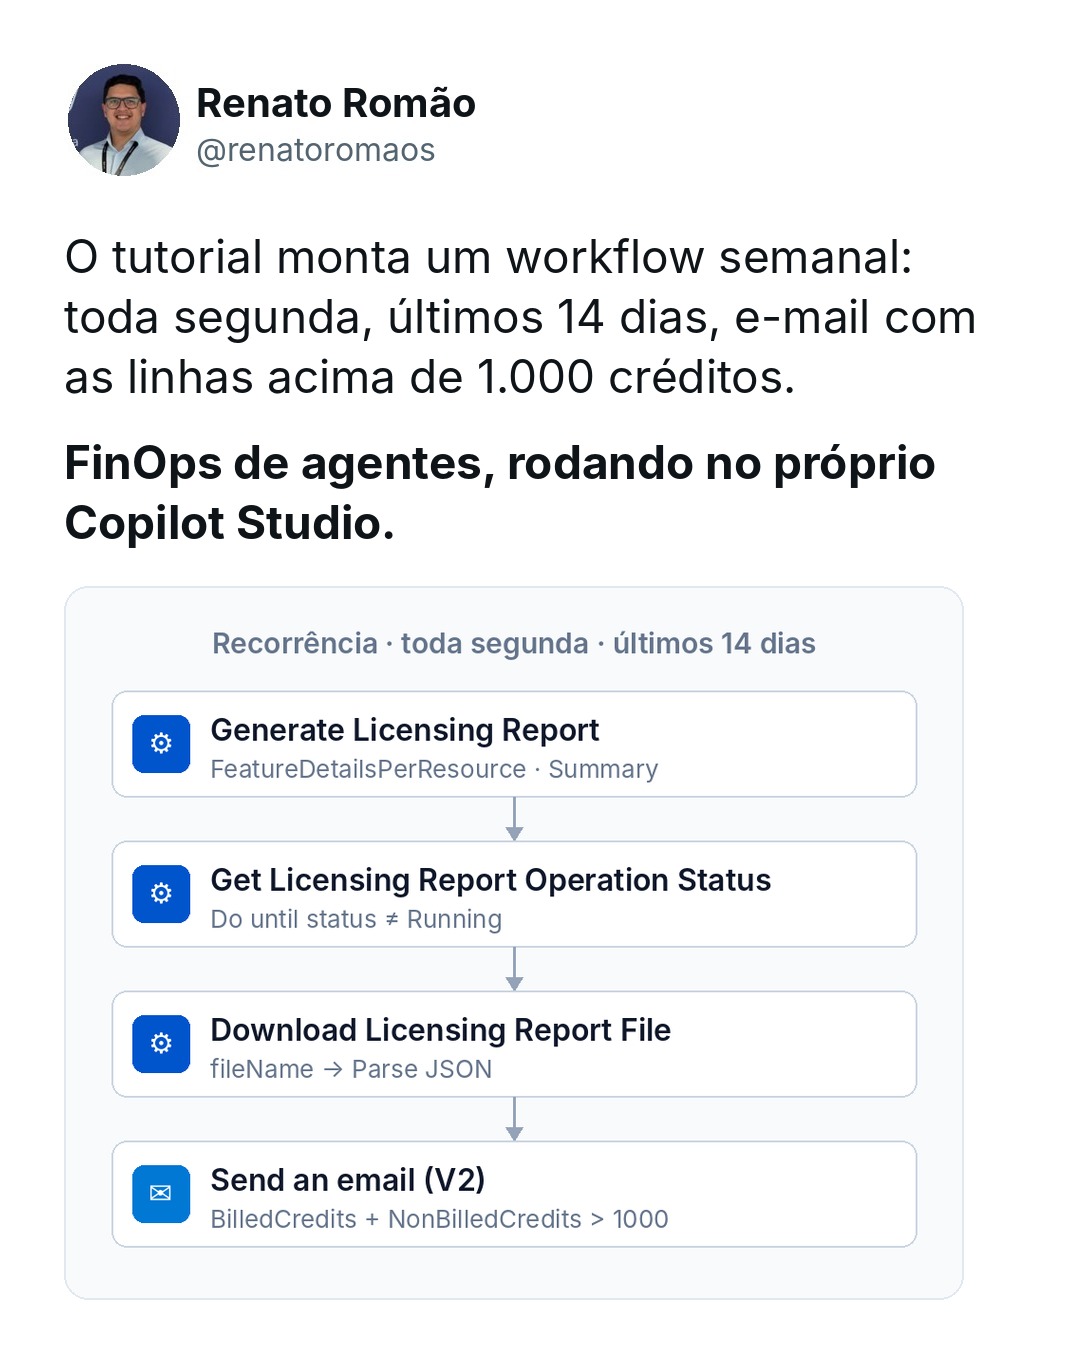 Renato Romão
@renatoromaos
O tutorial monta um workflow semanal:
toda segunda, últimos 14 dias, e-mail com
as linhas acima de 1.000 créditos.
FinOps de agentes, rodando no próprio
Copilot Studio.
Recorrência · toda segunda · últimos 14 dias
Generate Licensing Report
FeatureDetailsPerResource · Summary
Get Licensing Report Operation Status
Do until status ≠ Running
Download Licensing Report File
fileName → Parse JSON
Send an email (V2)
BilledCredits + NonBilledCredits > 1000